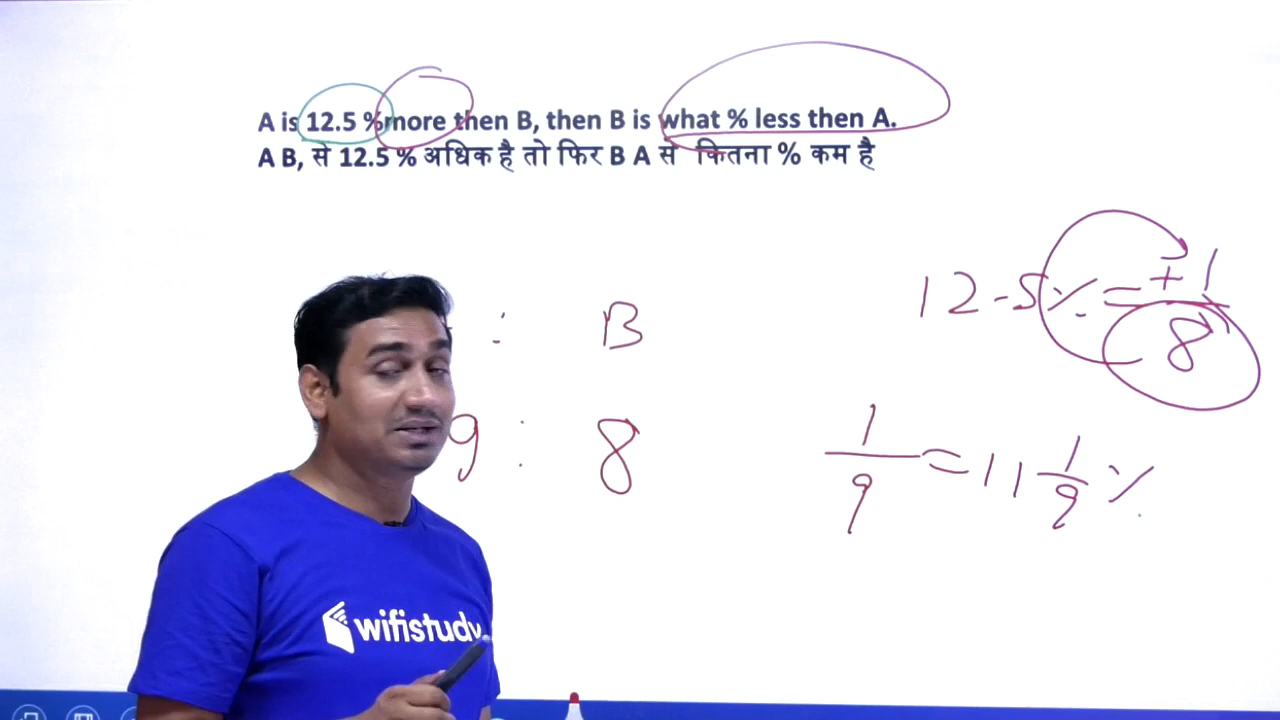 A is 12.5 % more then B, then B is what % less then A.
A B, से 12.5 % अधिक है तो फिर B A से कितना % कम है
12.5% = +1/8
: B
9 : 8
1/9 = 11 1/9 %
wifistudy